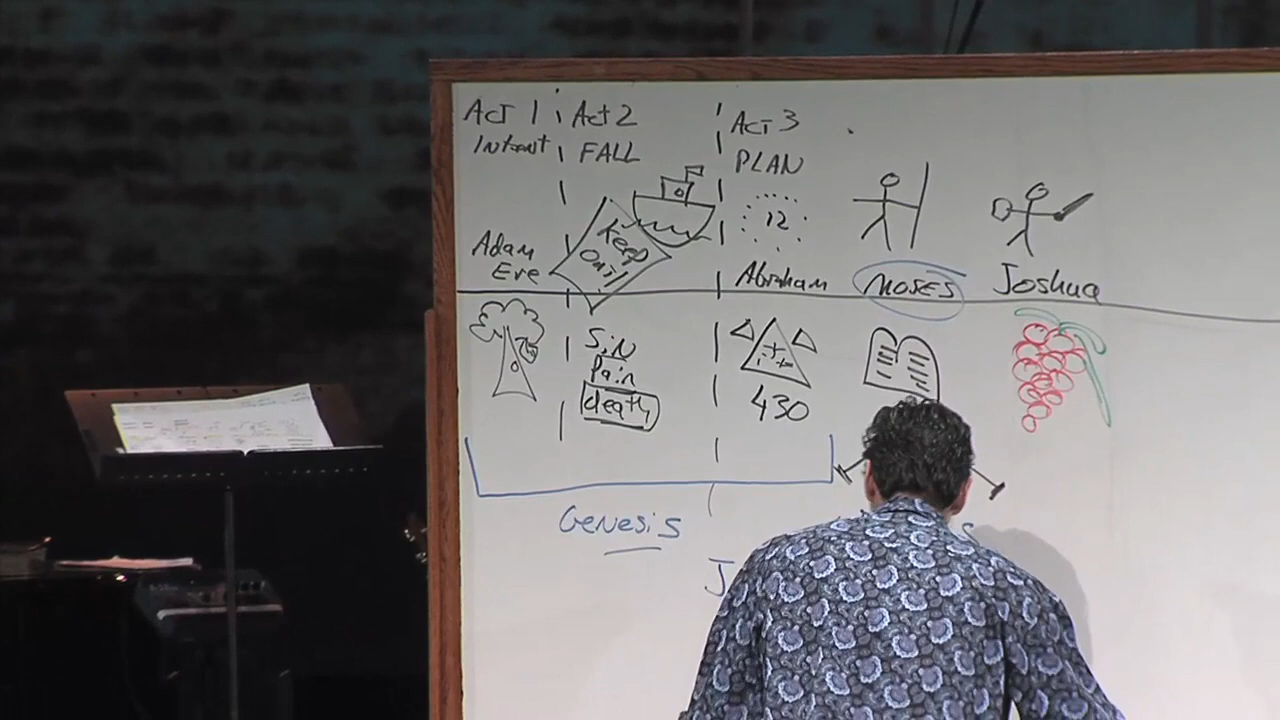 Act 1
Intent
Act 2
FALL
Act 3
PLAN
Keep
Out!
12
Adam
Eve
Abraham
MOSES
Joshua
Sin
Pain
death
430
Genesis
J
s